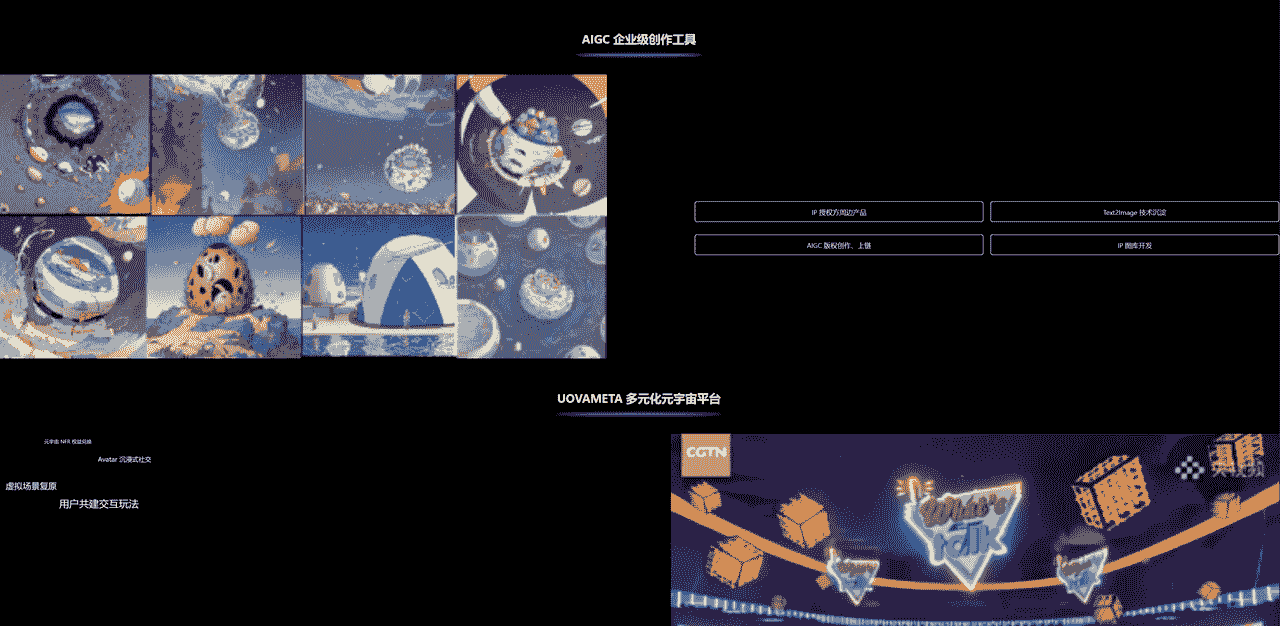 AIGC 企业级创作工具
IP 授权方周边产品
Text2Image 技术沉淀
AIGC 版权创作、上链
IP 图库开发
UOVAMETA 多元化元宇宙平台
元宇宙 NFR 权益兑换
Avatar 沉浸式社交
虚拟场景复原
用户共建交互玩法
CGTN
What's
talk